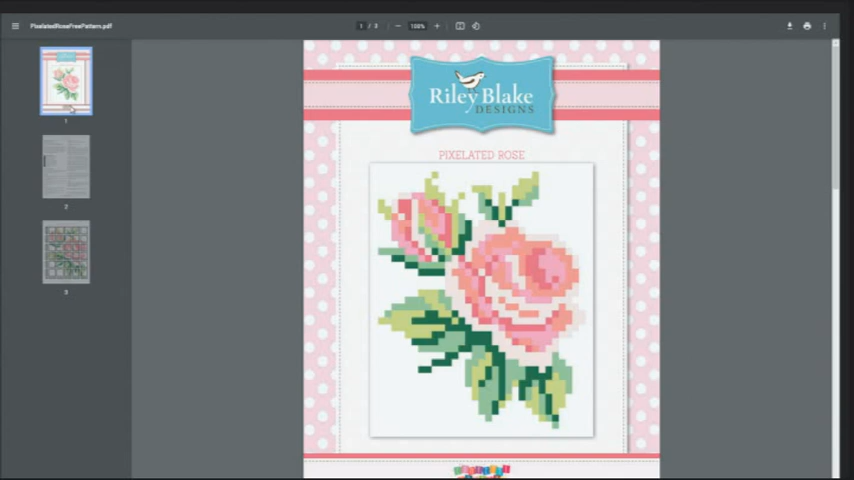 PixelatedRoseFreePattern.pdf
1 / 3
100%
1
2
3
Riley Blake
DESIGNS
PIXELATED ROSE